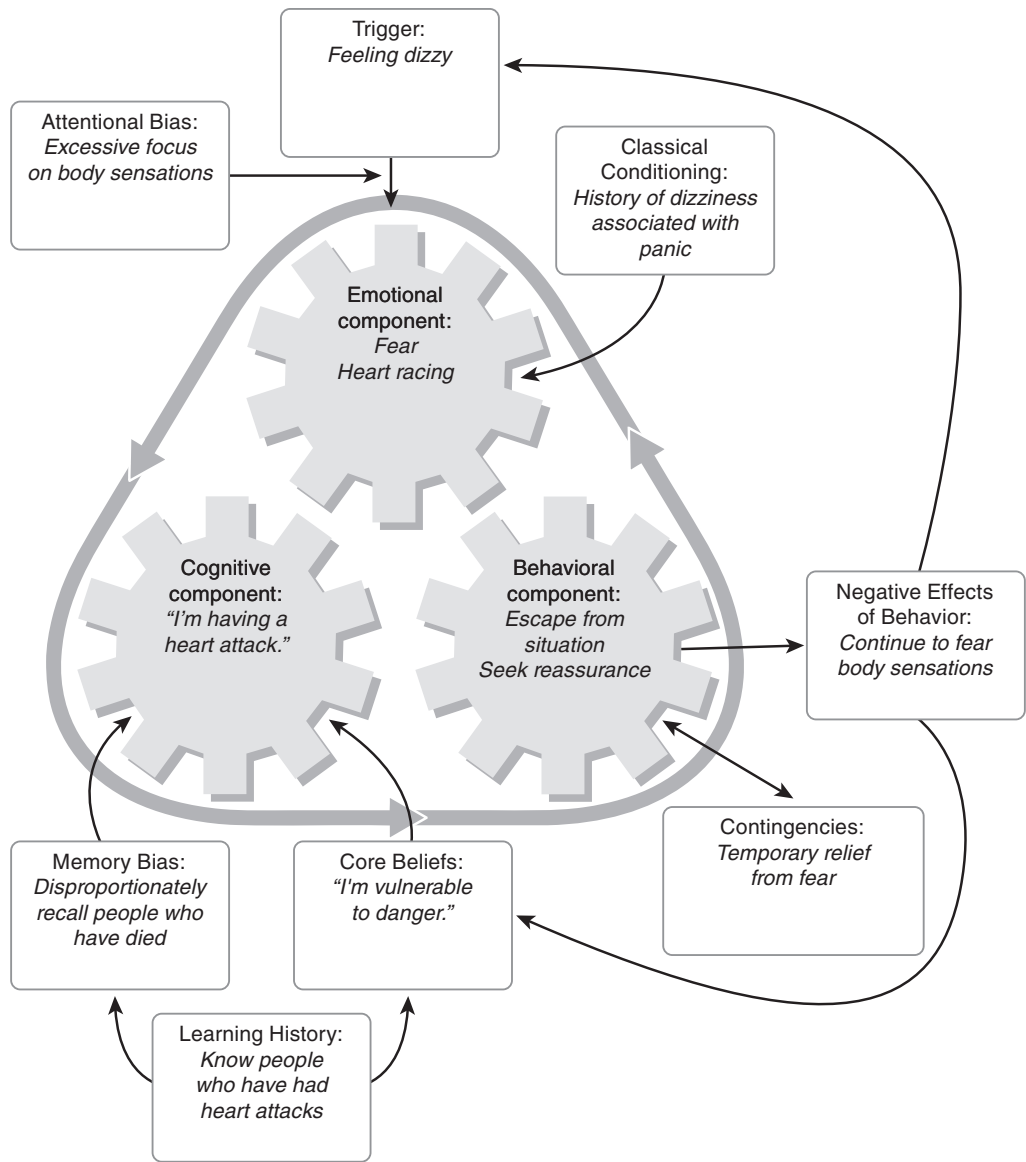 Trigger:
Feeling dizzy
Attentional Bias:
Excessive focus
on body sensations
Classical
Conditioning:
History of dizziness
associated with
panic
Emotional
component:
Fear
Heart racing
Cognitive
component:
“I’m having a
heart attack.”
Behavioral
component:
Escape from
situation
Seek reassurance
Negative Effects
of Behavior:
Continue to fear
body sensations
Memory Bias:
Disproportionately
recall people who
have died
Core Beliefs:
“I'm vulnerable
to danger.”
Contingencies:
Temporary relief
from fear
Learning History:
Know people
who have had
heart attacks